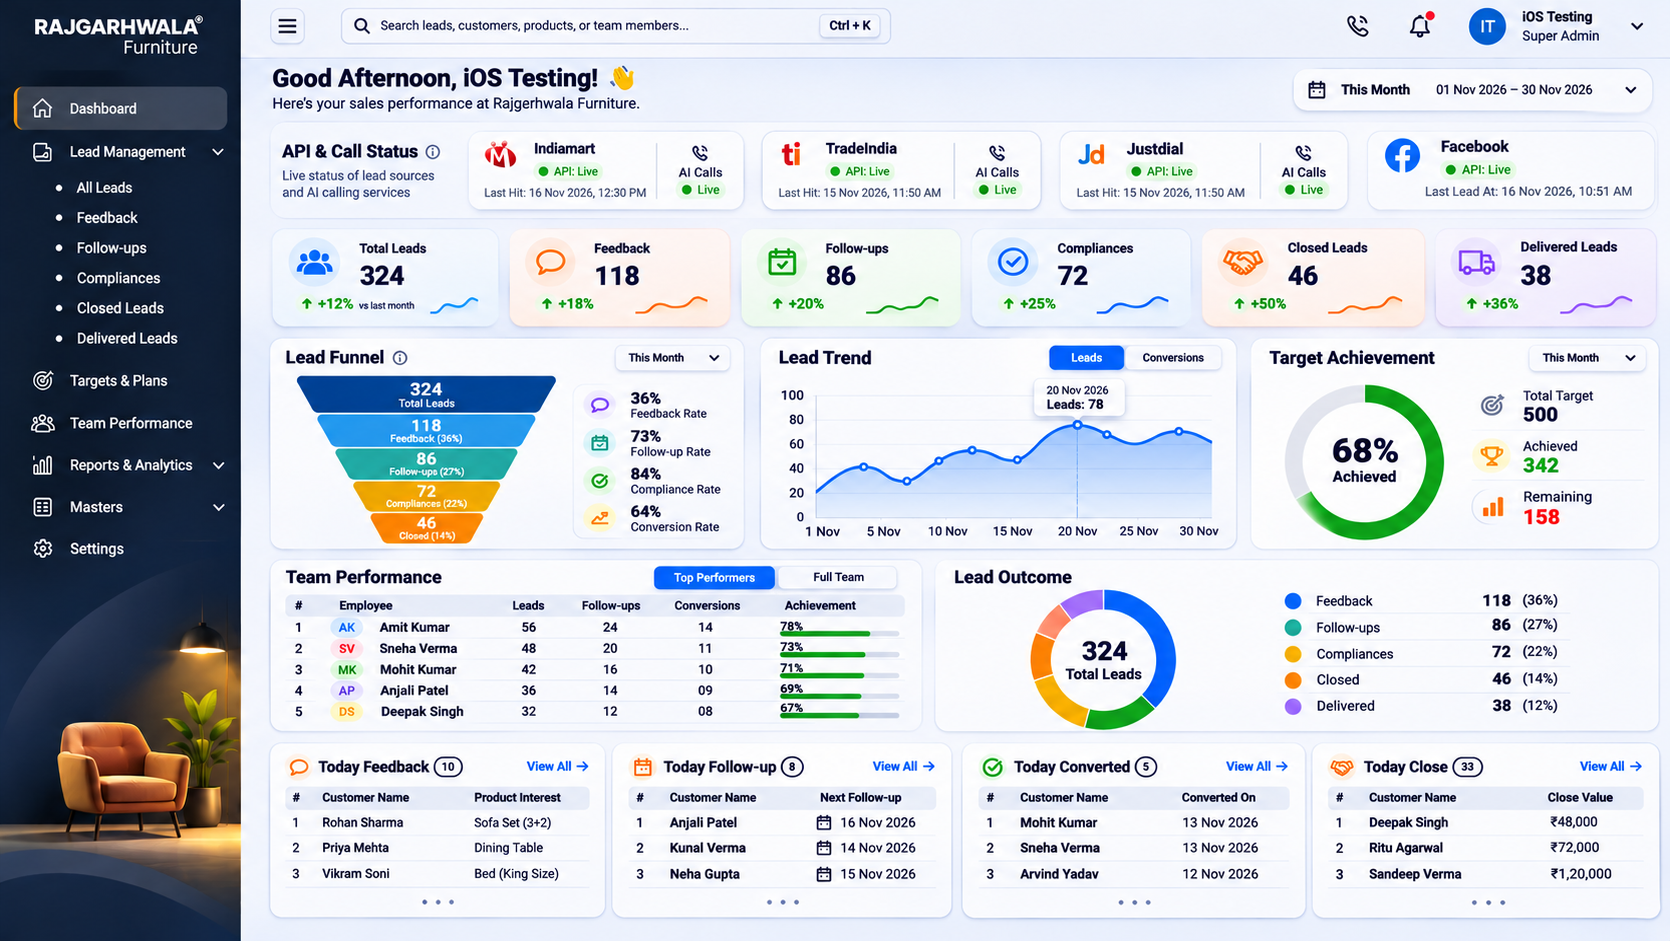 RAJGARHWALA®
Furniture
Dashboard
Lead Management
• All Leads
• Feedback
• Follow-ups
• Compliances
• Closed Leads
• Delivered Leads
Targets & Plans
Team Performance
Reports & Analytics
Masters
Settings
Search leads, customers, products, or team members...
Ctrl + K
IT
iOS Testing
Super Admin
Good Afternoon, iOS Testing! 👋
Here's your sales performance at Rajgerhwala Furniture.
This Month 01 Nov 2026 – 30 Nov 2026
API & Call Status
Live status of lead sources
and AI calling services
M
Indiamart
API: Live
Last Hit: 16 Nov 2026, 12:30 PM
AI Calls
Live
ti
TradeIndia
API: Live
Last Hit: 15 Nov 2026, 11:50 AM
AI Calls
Live
Jd
Justdial
API: Live
Last Hit: 15 Nov 2026, 11:50 AM
AI Calls
Live
Facebook
API: Live
Last Lead At: 16 Nov 2026, 10:51 AM
Total Leads
324
+12% vs last month
Feedback
118
+18%
Follow-ups
86
+20%
Compliances
72
+25%
Closed Leads
46
+50%
Delivered Leads
38
+36%
Lead Funnel
This Month
324
Total Leads
118
Feedback (36%)
86
Follow-ups (27%)
72
Compliances (22%)
46
Closed (14%)
36%
Feedback Rate
73%
Follow-up Rate
84%
Compliance Rate
64%
Conversion Rate
Lead Trend
Leads
Conversions
20 Nov 2026
Leads: 78
100
80
60
40
20
0
1 Nov 5 Nov 10 Nov 15 Nov 20 Nov 25 Nov 30 Nov
Target Achievement
This Month
68%
Achieved
Total Target
500
Achieved
342
Remaining
158
Team Performance
Top Performers
Full Team
# Employee Leads Follow-ups Conversions Achievement
1 AK Amit Kumar 56 24 14 78%
2 SV Sneha Verma 48 20 11 73%
3 MK Mohit Kumar 42 16 10 71%
4 AP Anjali Patel 36 14 09 69%
5 DS Deepak Singh 32 12 08 67%
Lead Outcome
324
Total Leads
Feedback 118 (36%)
Follow-ups 86 (27%)
Compliances 72 (22%)
Closed 46 (14%)
Delivered 38 (12%)
Today Feedback 10
View All →
# Customer Name Product Interest
1 Rohan Sharma Sofa Set (3+2)
2 Priya Mehta Dining Table
3 Vikram Soni Bed (King Size)
Today Follow-up 8
View All →
# Customer Name Next Follow-up
1 Anjali Patel 16 Nov 2026
2 Kunal Verma 14 Nov 2026
3 Neha Gupta 15 Nov 2026
Today Converted 5
View All →
# Customer Name Converted On
1 Mohit Kumar 13 Nov 2026
2 Sneha Verma 13 Nov 2026
3 Arvind Yadav 12 Nov 2026
Today Close 33
View All →
# Customer Name Close Value
1 Deepak Singh ₹48,000
2 Ritu Agarwal ₹72,000
3 Sandeep Verma ₹1,20,000